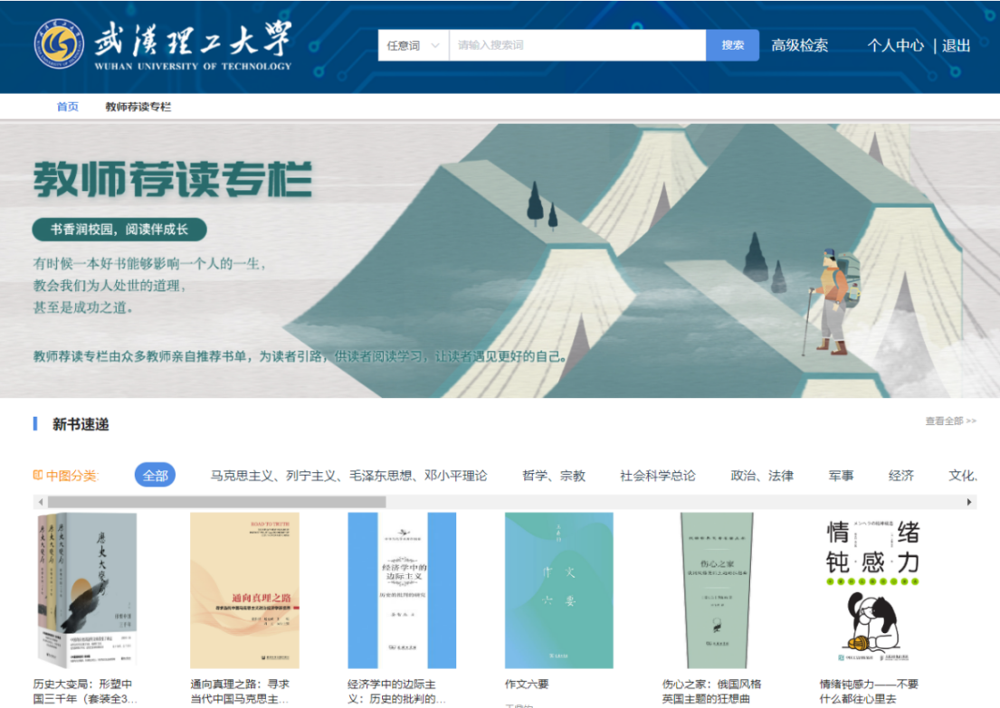 武汉理工大学
WUHAN UNIVERSITY OF TECHNOLOGY
任意词 请输入搜索词 搜索 高级检索 个人中心 | 退出
首页 教师荐读专栏
教师荐读专栏
书香润校园，阅读伴成长
有时候一本好书能够影响一个人的一生，
教会我们为人处世的道理，
甚至是成功之道。
教师荐读专栏由众多教师亲自推荐书单，为读者引路，供读者阅读学习，让读者遇见更好的自己。
新书速递
查看全部 >>
中图分类: 全部 马克思主义、列宁主义、毛泽东思想、邓小平理论 哲学、宗教 社会科学总论 政治、法律 军事 经济 文化、
历史大变局
ROAD TO TRUTH
通向真理之路
经济学中的
边际主义
历史的批判的研究
作文
六要
伤心之家
情绪
钝感力
历史大变局：形塑中
国三千年（套装全3...
通向真理之路：寻求
当代中国马克思主...
经济学中的边际主
义：历史的批判的...
作文六要
伤心之家：俄国风格
英国主题的狂想曲
情绪钝感力——不要
什么都往心里去